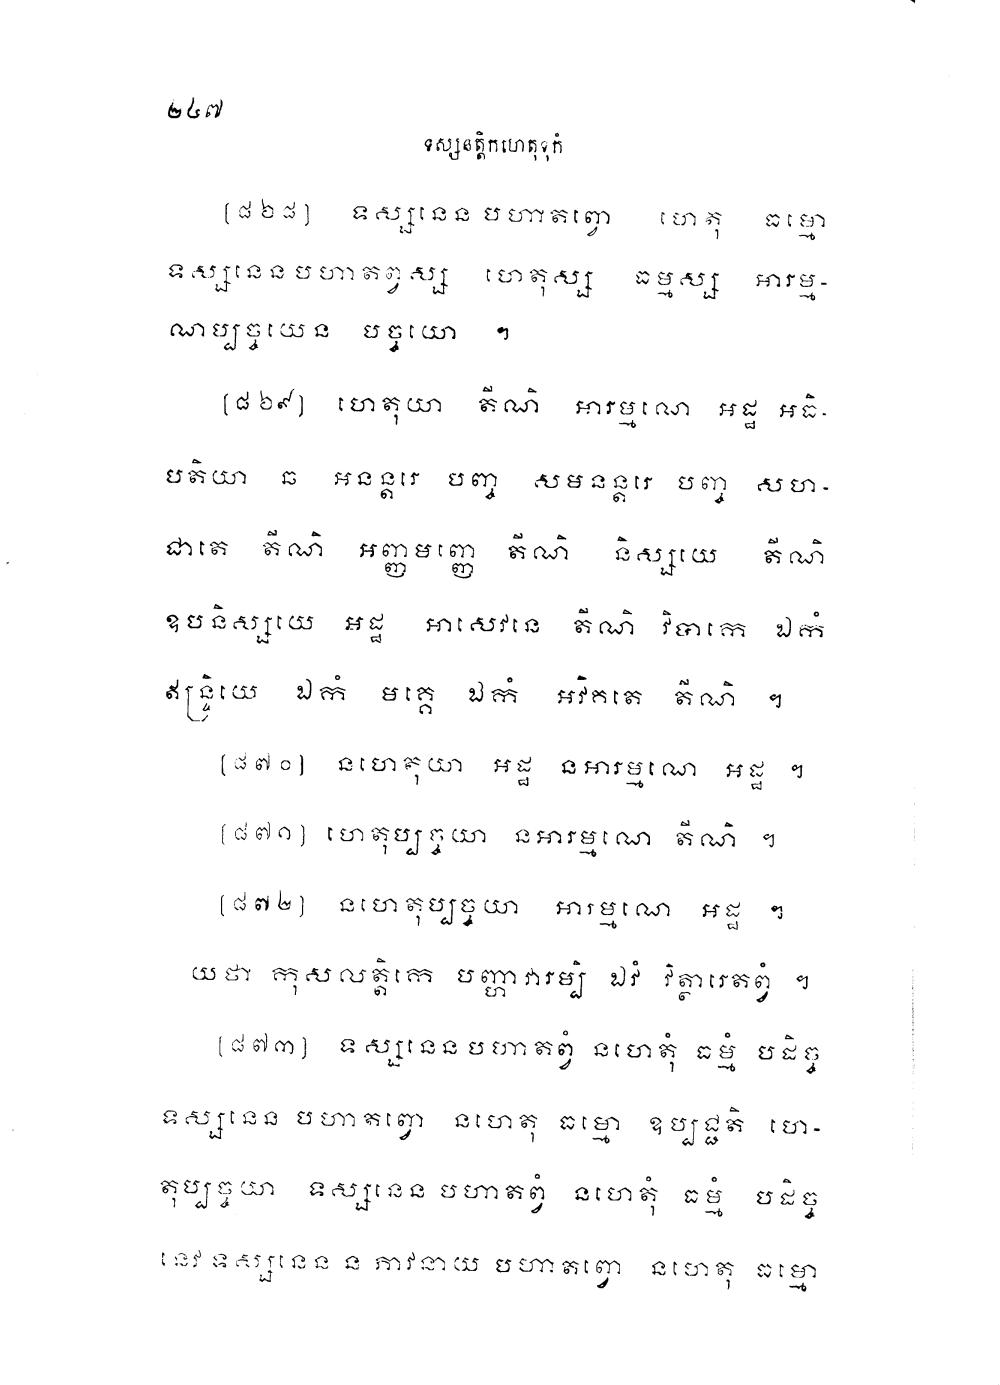 ២៤៧
ទស្សនត្តិកហេតុទុកំ
[៨៦៨] ទស្សនេន បហាតព្វោ ហេតុ ធម្មោ
ទស្សនេន បហាតព្វស្ស ហេតុស្ស ធម្មស្ស អារម្ម-
ណប្បច្ចយេន បច្ចយោ ។
[៨៦៩] ហេតុយា តីណិ អារម្មណេ អដ្ឋ អធិ-
បតិយា ឆ អនន្តរេ បញ្ច សមនន្តរេ បញ្ច សហ-
ជាតេ តីណិ អញ្ញមញ្ញេ តីណិ និស្សយេ តីណិ
ឧបនិស្សយេ អដ្ឋ អាសេវនេ តីណិ វិបាកេ ឯកំ
ឥន្ទ្រិយេ ឯកំ មគ្គេ ឯកំ អវិគតេ តីណិ ។
[៨៧០] នហេតុយា អដ្ឋ នអារម្មណេ អដ្ឋ ។
[៨៧១] ហេតុប្បច្ចយា នអារម្មណេ តីណិ ។
[៨៧២] នហេតុប្បច្ចយា អារម្មណេ អដ្ឋ ។
យថា កុសលត្តិកេ បញ្ហាវារម្បិ ឯវំ វិត្ថារេតព្វំ ។
[៨៧៣] ទស្សនេន បហាតព្វំ នហេតុំ ធម្មំ បដិច្ច
ទស្សនេន បហាតព្វោ នហេតុ ធម្មោ ឧប្បជ្ជតិ ហេ-
តុប្បច្ចយា ទស្សនេន បហាតព្វំ នហេតុំ ធម្មំ បដិច្ច
នេវ ទស្សនេន ន ភាវនាយ បហាតព្វោ នហេតុ ធម្មោ